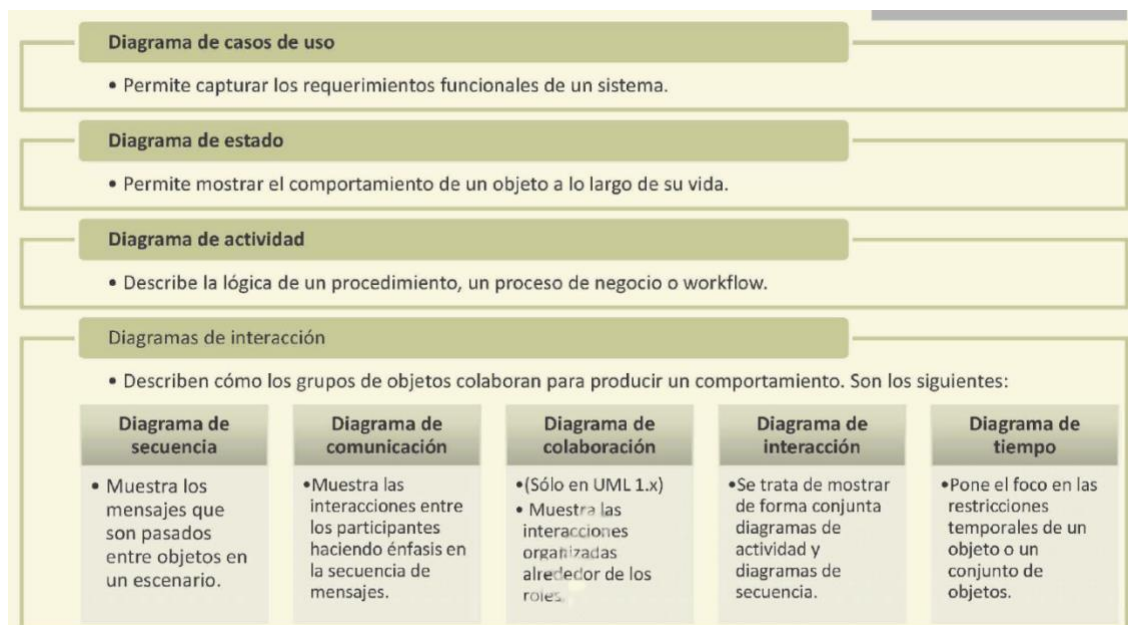 Diagrama de casos de uso
• Permite capturar los requerimientos funcionales de un sistema.
Diagrama de estado
• Permite mostrar el comportamiento de un objeto a lo largo de su vida.
Diagrama de actividad
• Describe la lógica de un procedimiento, un proceso de negocio o workflow.
Diagramas de interacción
• Describen cómo los grupos de objetos colaboran para producir un comportamiento. Son los siguientes:
Diagrama de
secuencia
• Muestra los
mensajes que
son pasados
entre objetos en
un escenario.
Diagrama de
comunicación
•Muestra las
interacciones entre
los participantes
haciendo énfasis en
la secuencia de
mensajes.
Diagrama de
colaboración
•(Sólo en UML 1.x)
• Muestra las
interacciones
organizadas
alrededor de los
roles.
Diagrama de
interacción
•Se trata de mostrar
de forma conjunta
diagramas de
actividad y
diagramas de
secuencia.
Diagrama de
tiempo
•Pone el foco en las
restricciones
temporales de un
objeto o un
conjunto de
objetos.